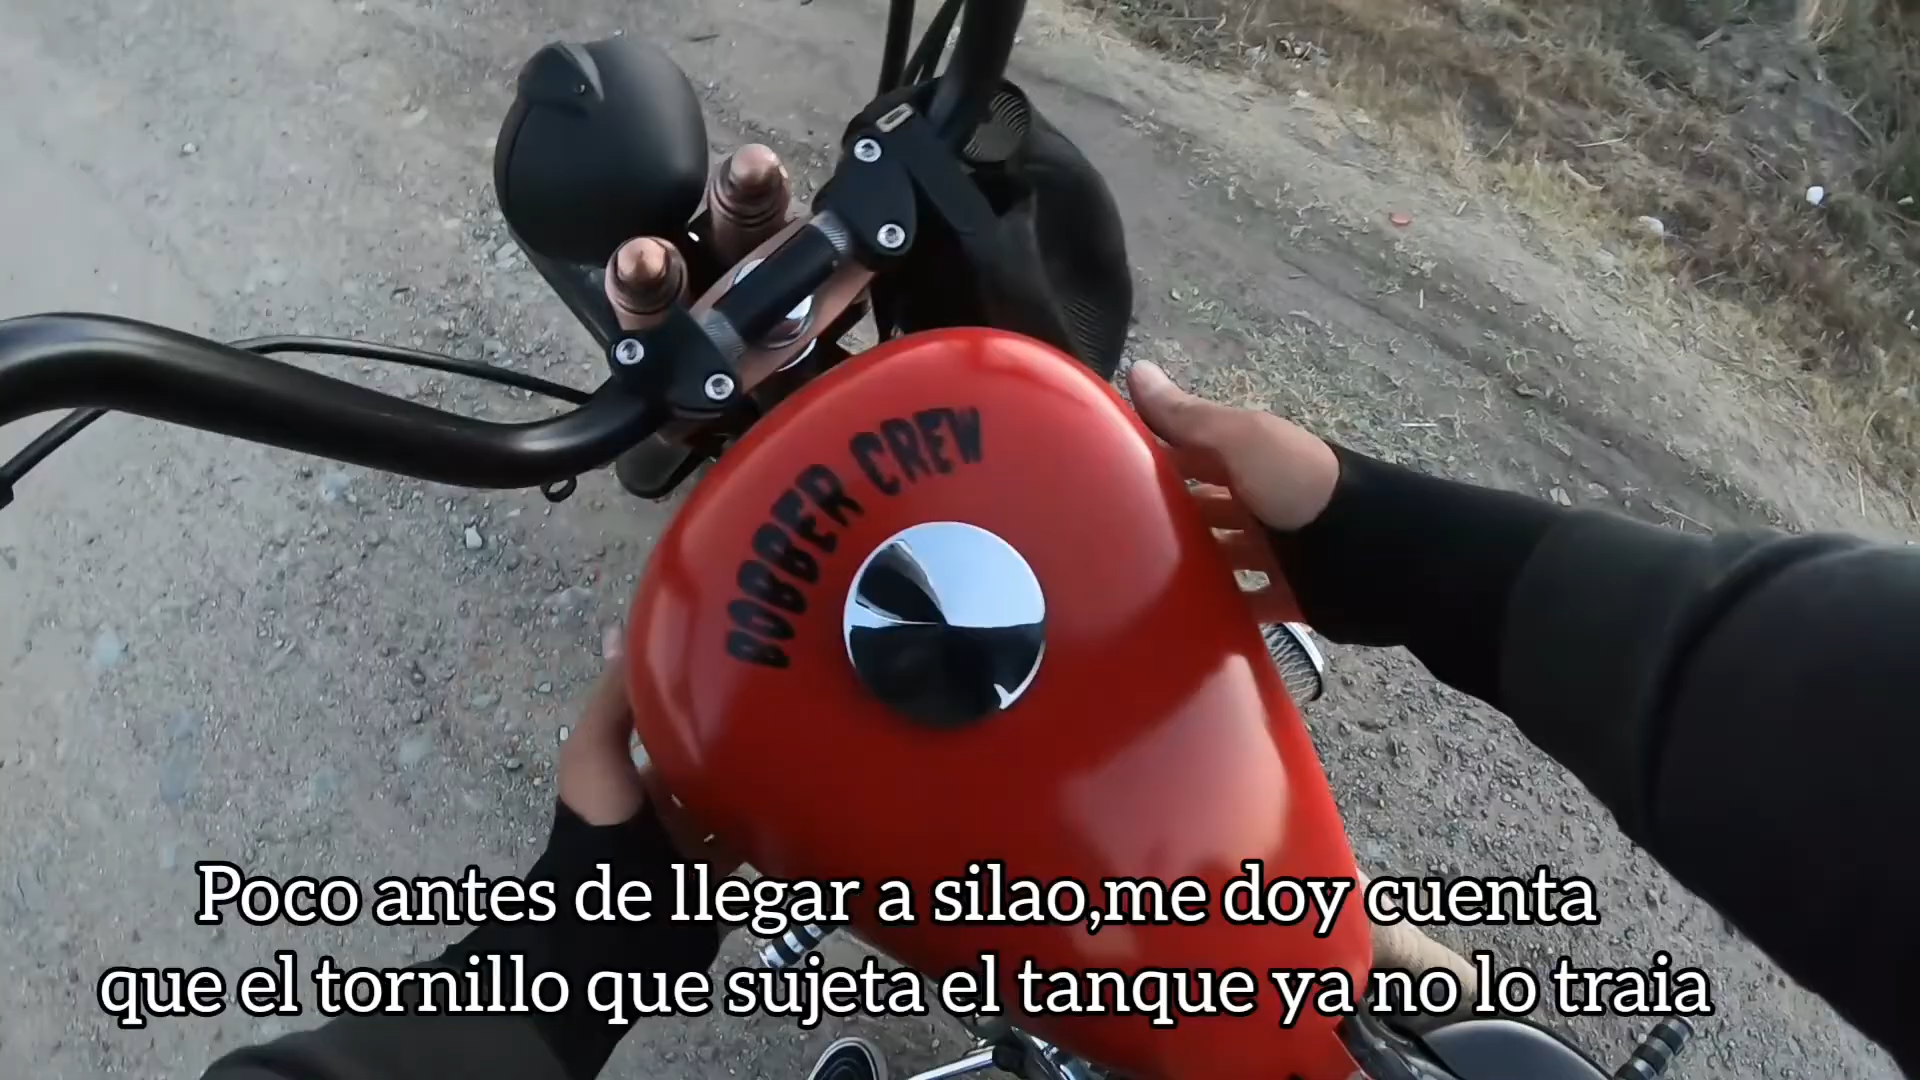 BOBBER CREW
Poco antes de llegar a silao,me doy cuenta
que el tornillo que sujeta el tanque ya no lo traia